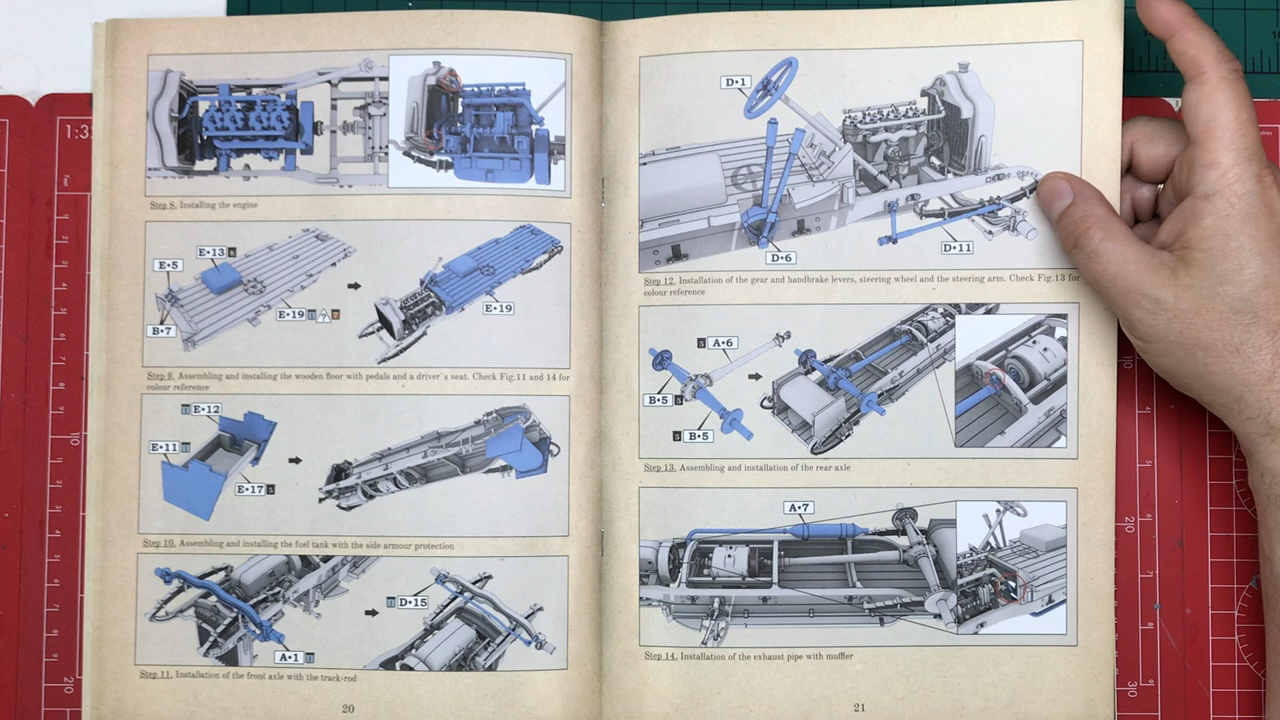 Step 8. Installing the engine
E•13
E•5
B•7
E•19
?
E•19
Step 9. Assembling and installing the wooden floor with pedals and a driver`s seat. Check Fig.11 and 14 for
colour reference
E•12
E•11
E•17
Step 10. Assembling and installing the fuel tank with the side armour protection
D•15
A•1
Step 11. Installation of the front axle with the track-rod
20
D•1
D•6
D•11
Step 12. Installation of the gear and handbrake levers, steering wheel and the steering arm. Check Fig.13 for
colour reference
A•6
B•5
B•5
Step 13. Assembling and installation of the rear axle
A•7
Step 14. Installation of the exhaust pipe with muffler
21